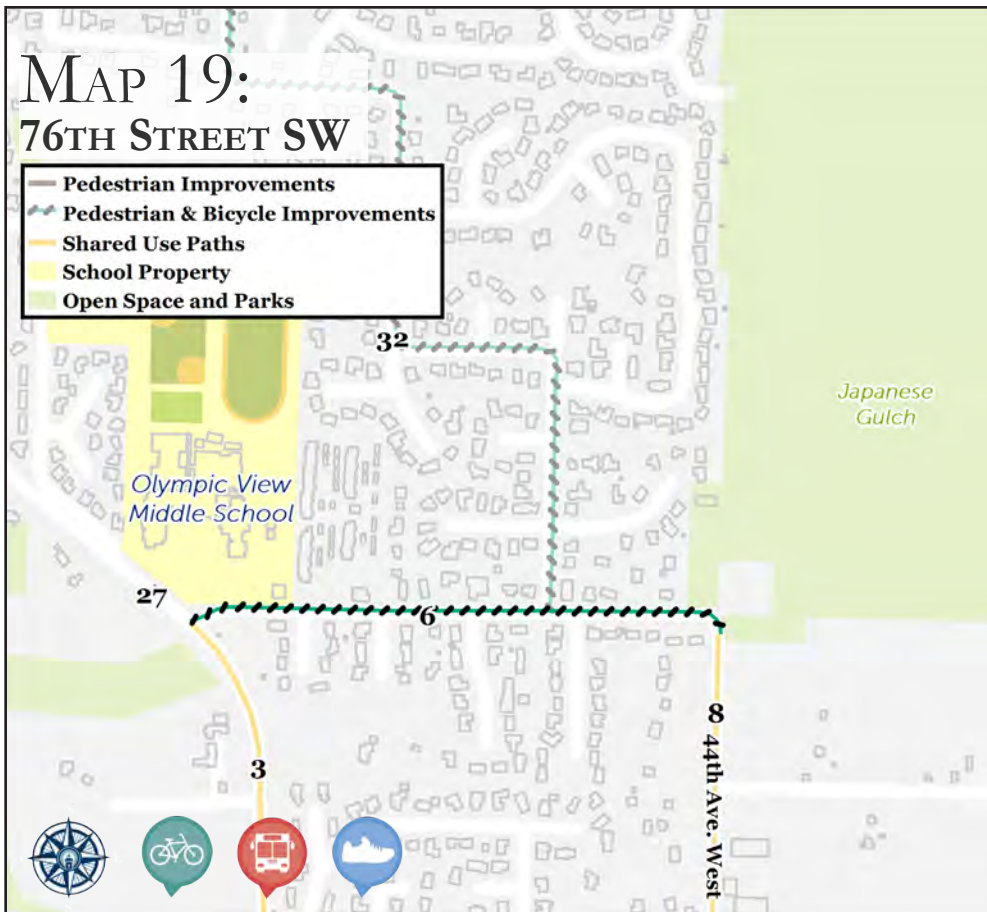 MAP 19:
76TH STREET SW
Pedestrian Improvements
Pedestrian & Bicycle Improvements
Shared Use Paths
School Property
Open Space and Parks
32
Japanese
Gulch
Olympic View
Middle School
27
6
8
44th Ave. West
3